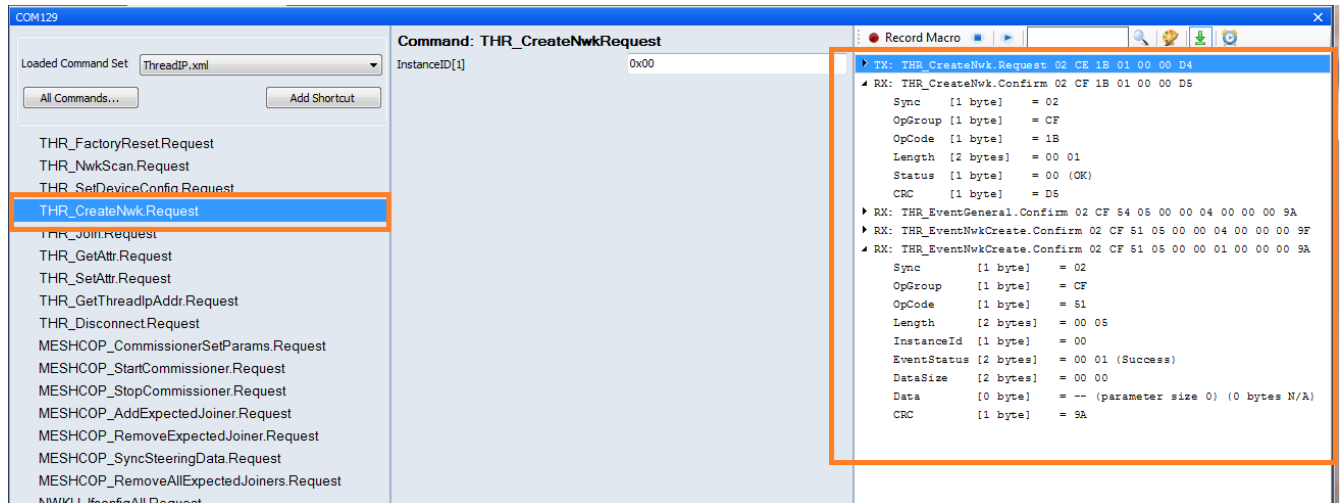 COM129
Loaded Command Set ThreadIP.xml
All Commands... Add Shortcut
THR_FactoryReset.Request
THR_NwkScan.Request
THR_SetDeviceConfig.Request
THR_CreateNwk.Request
THR_Join.Request
THR_GetAttr.Request
THR_SetAttr.Request
THR_GetThreadIpAddr.Request
THR_Disconnect.Request
MESHCOP_CommissionerSetParams.Request
MESHCOP_StartCommissioner.Request
MESHCOP_StopCommissioner.Request
MESHCOP_AddExpectedJoiner.Request
MESHCOP_RemoveExpectedJoiner.Request
MESHCOP_SyncSteeringData.Request
MESHCOP_RemoveAllExpectedJoiners.Request
Command: THR_CreateNwkRequest
InstanceID[1] 0x00
Record Macro
TX: THR_CreateNwk.Request 02 CE 1B 01 00 00 D4
RX: THR_CreateNwk.Confirm 02 CF 1B 01 00 00 D5
Sync [1 byte] = 02
OpGroup [1 byte] = CF
OpCode [1 byte] = 1B
Length [2 bytes] = 00 01
Status [1 byte] = 00 (OK)
CRC [1 byte] = D5
RX: THR_EventGeneral.Confirm 02 CF 54 05 00 00 04 00 00 00 9A
RX: THR_EventNwkCreate.Confirm 02 CF 51 05 00 00 04 00 00 00 9F
RX: THR_EventNwkCreate.Confirm 02 CF 51 05 00 00 01 00 00 00 9A
Sync [1 byte] = 02
OpGroup [1 byte] = CF
OpCode [1 byte] = 51
Length [2 bytes] = 00 05
InstanceId [1 byte] = 00
EventStatus [2 bytes] = 00 01 (Success)
DataSize [2 bytes] = 00 00
Data [0 byte] = -- (parameter size 0) (0 bytes N/A)
CRC [1 byte] = 9A